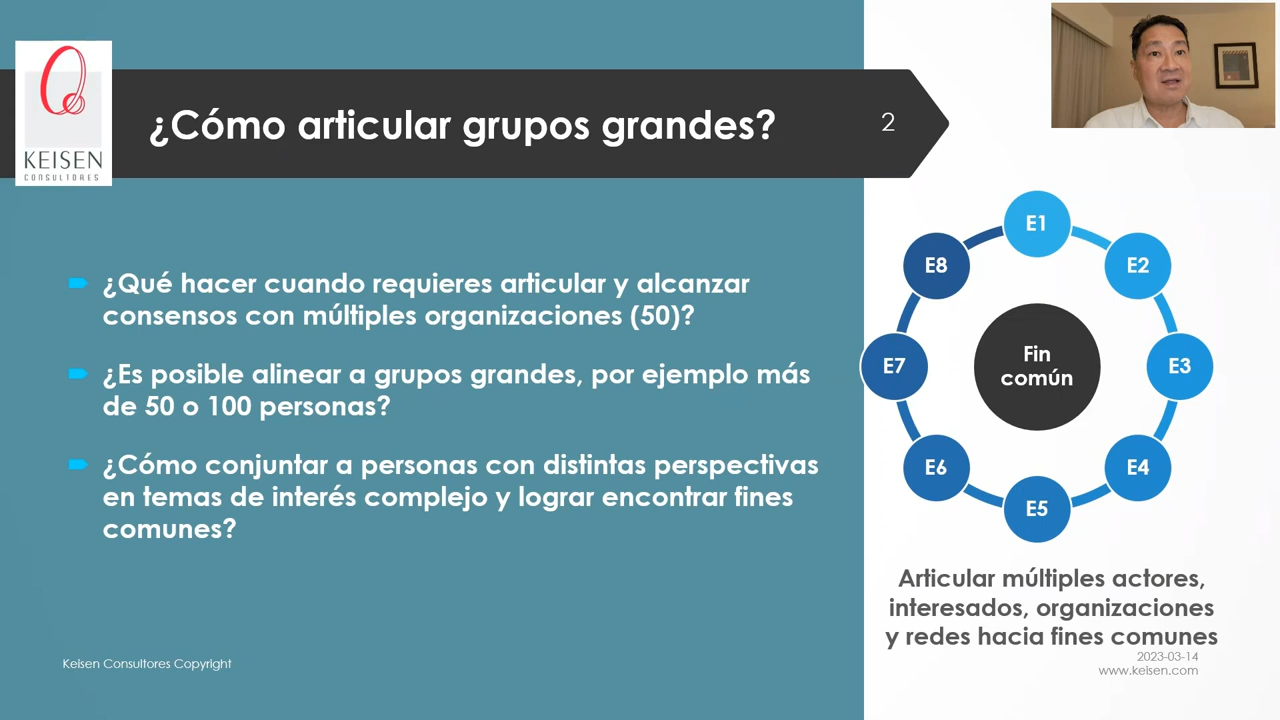 KEISEN
CONSULTORES
¿Cómo articular grupos grandes?
2
¿Qué hacer cuando requieres articular y alcanzar
consensos con múltiples organizaciones (50)?
¿Es posible alinear a grupos grandes, por ejemplo más
de 50 o 100 personas?
¿Cómo conjuntar a personas con distintas perspectivas
en temas de interés complejo y lograr encontrar fines
comunes?
E1
E2
E3
E4
E5
E6
E7
E8
Fin
común
Articular múltiples actores,
interesados, organizaciones
y redes hacia fines comunes
Keisen Consultores Copyright
2023-03-14
www.keisen.com